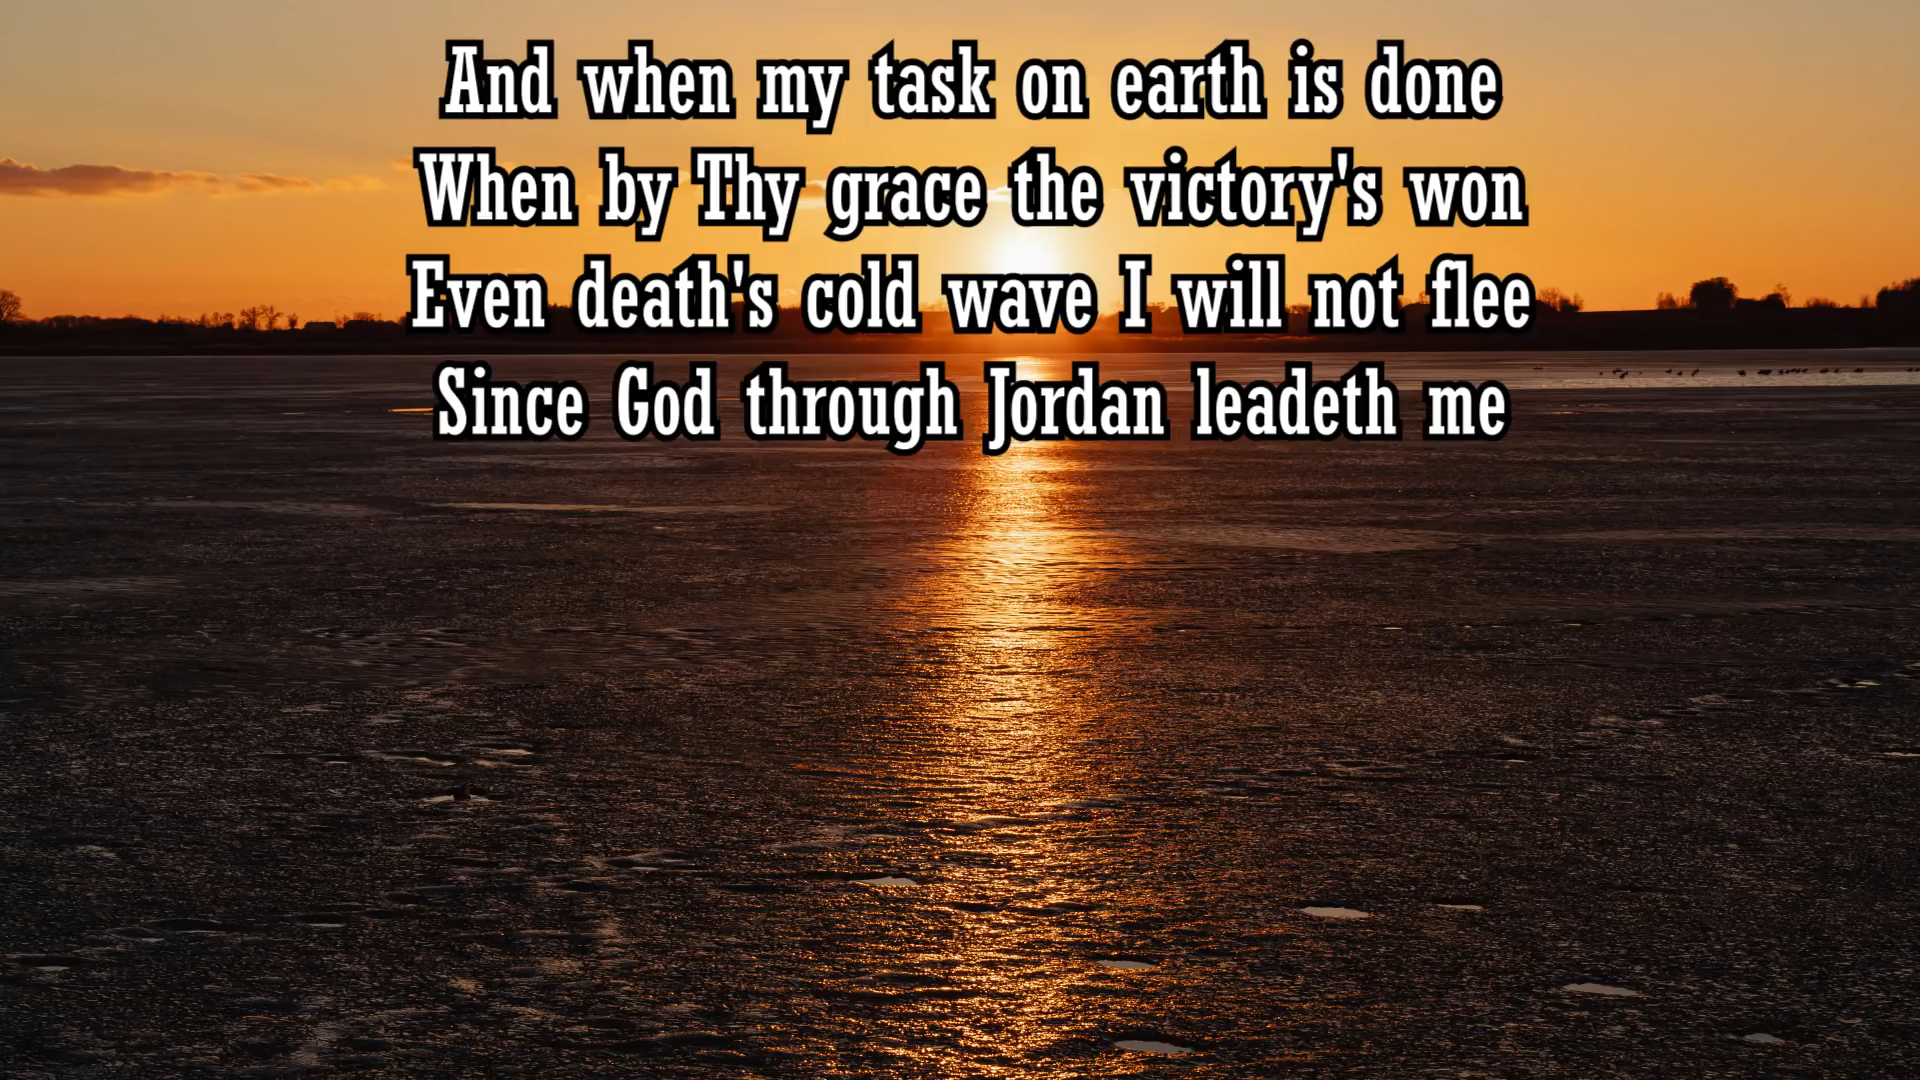 And when my task on earth is done
When by Thy grace the victory's won
Even death's cold wave I will not flee
Since God through Jordan leadeth me